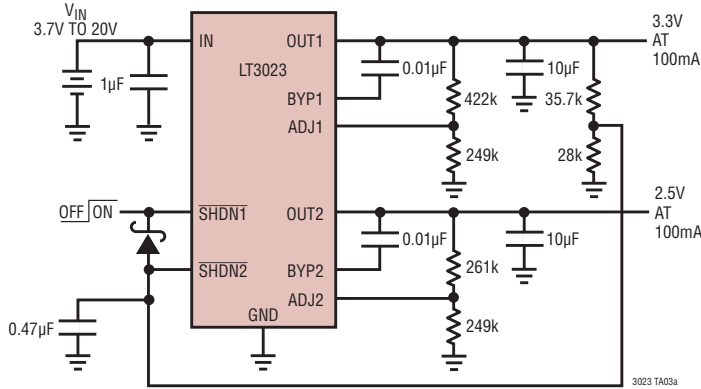 VIN
3.7V TO 20V
1µF
IN
LT3023
OUT1
BYP1
ADJ1
0.01µF
422k
249k
10µF
35.7k
28k
3.3V
AT
100mA
OFF ON
SHDN1
SHDN2
0.47µF
GND
OUT2
BYP2
ADJ2
0.01µF
261k
249k
10µF
2.5V
AT
100mA
3023 TA03a